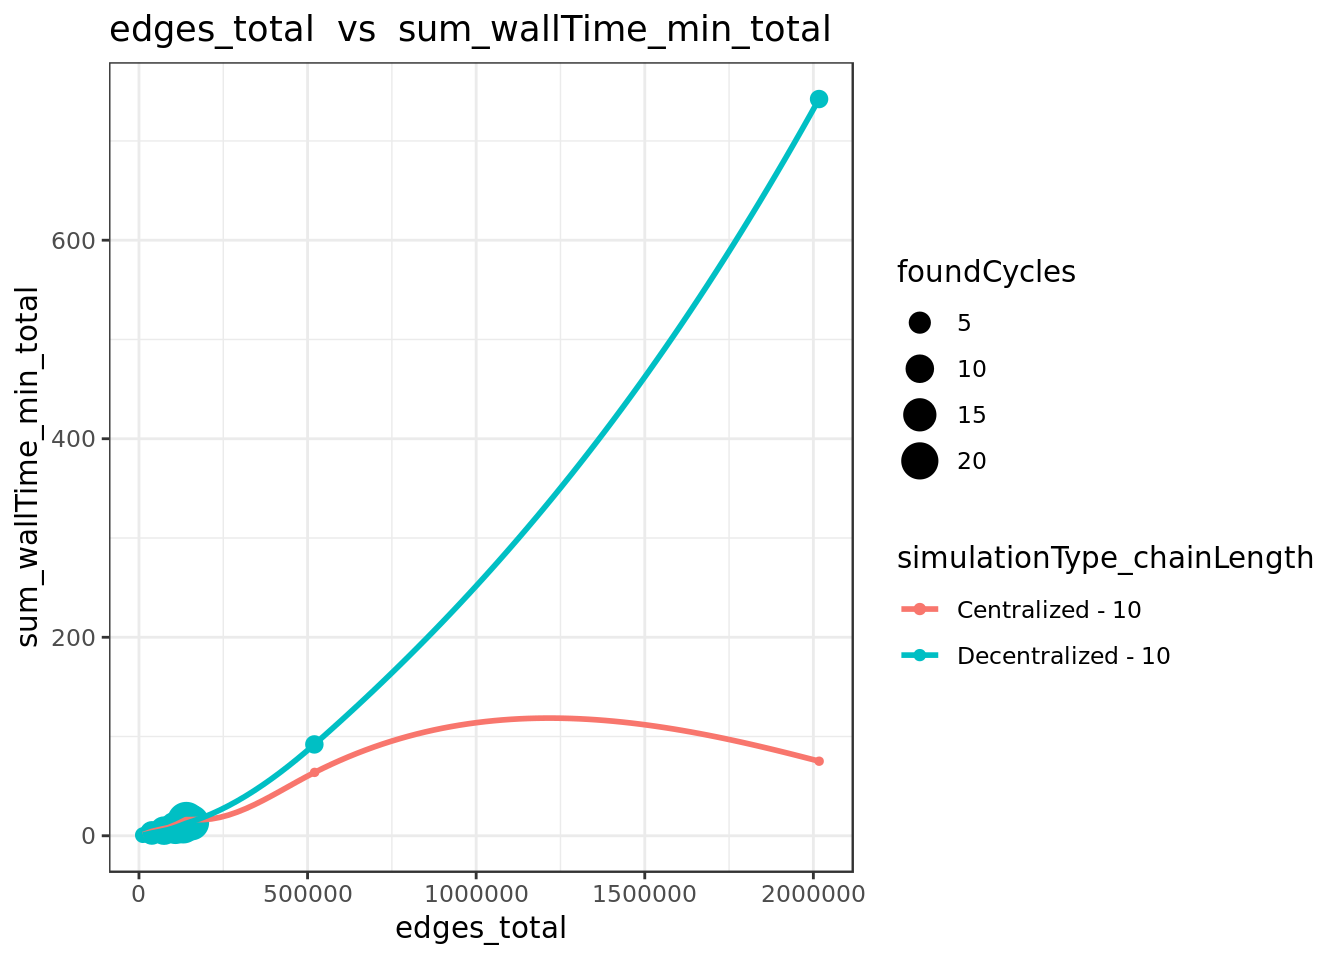 edges_total  vs  sum_wallTime_min_total
sum_wallTime_min_total
600
400
200
0
0
500000
1000000
1500000
2000000
edges_total
foundCycles
5
10
15
20
simulationType_chainLength
Centralized - 10
Decentralized - 10